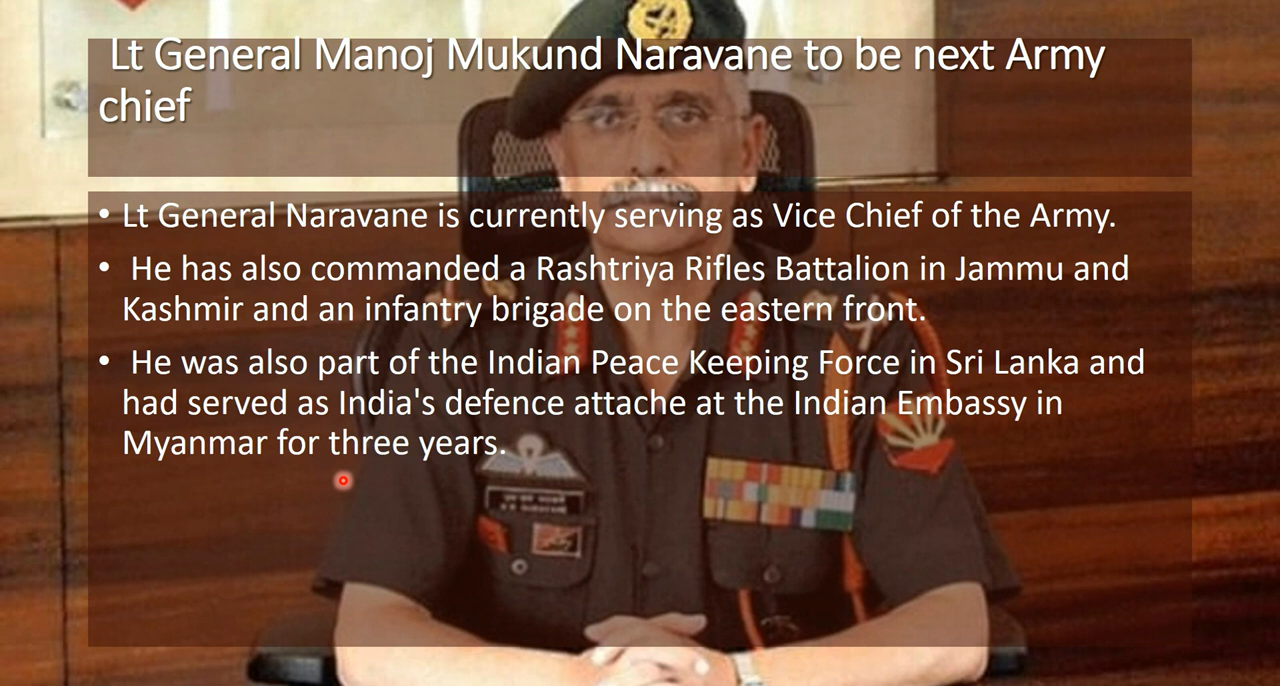 Lt General Manoj Mukund Naravane to be next Army
chief
• Lt General Naravane is currently serving as Vice Chief of the Army.
• He has also commanded a Rashtriya Rifles Battalion in Jammu and
Kashmir and an infantry brigade on the eastern front.
• He was also part of the Indian Peace Keeping Force in Sri Lanka and
had served as India's defence attache at the Indian Embassy in
Myanmar for three years.